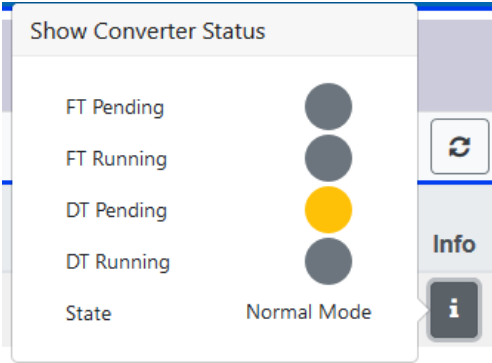 Show Converter Status
FT Pending
FT Running
DT Pending
DT Running
State Normal Mode
Info
i